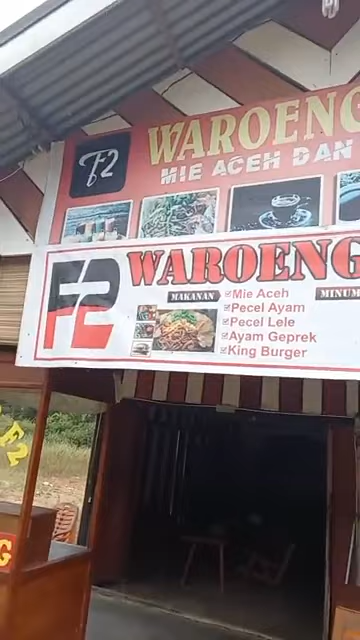 F2
WAROENG
MIE ACEH DAN
F2
WAROENG
MAKANAN
Mie Aceh
Pecel Ayam
Pecel Lele
Ayam Geprek
King Burger
MINUM
F2
G